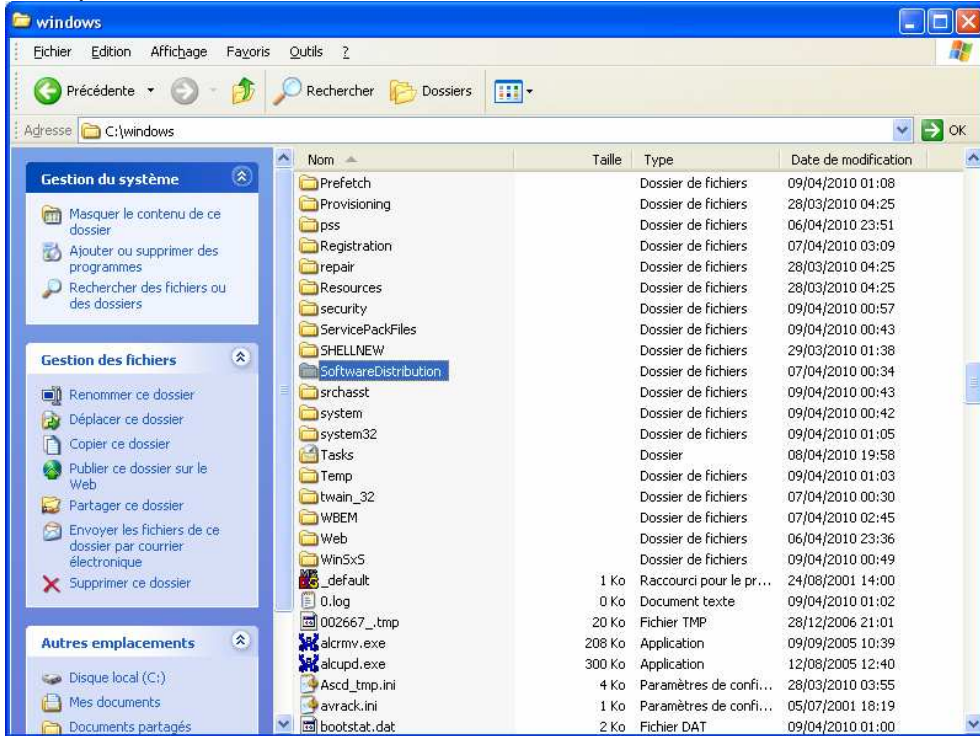 windows
Fichier Edition Affichage Favoris Outils ?
Précédente Rechercher Dossiers
Adresse C:\windows OK
Gestion du système
Masquer le contenu de ce
dossier
Ajouter ou supprimer des
programmes
Rechercher des fichiers ou
des dossiers
Gestion des fichiers
Renommer ce dossier
Déplacer ce dossier
Copier ce dossier
Publier ce dossier sur le
Web
Partager ce dossier
Envoyer les fichiers de ce
dossier par courrier
électronique
Supprimer ce dossier
Autres emplacements
Disque local (C:)
Mes documents
Documents partagés
Nom Taille Type Date de modification
Prefetch Dossier de fichiers 09/04/2010 01:08
Provisioning Dossier de fichiers 28/03/2010 04:25
pss Dossier de fichiers 06/04/2010 23:51
Registration Dossier de fichiers 07/04/2010 03:09
repair Dossier de fichiers 28/03/2010 04:25
Resources Dossier de fichiers 28/03/2010 04:25
security Dossier de fichiers 09/04/2010 00:57
ServicePackFiles Dossier de fichiers 09/04/2010 00:43
SHELLNEW Dossier de fichiers 29/03/2010 01:38
SoftwareDistribution Dossier de fichiers 07/04/2010 00:34
srchasst Dossier de fichiers 09/04/2010 00:43
system Dossier de fichiers 09/04/2010 00:42
system32 Dossier de fichiers 09/04/2010 01:05
Tasks Dossier 08/04/2010 19:58
Temp Dossier de fichiers 09/04/2010 01:03
twain_32 Dossier de fichiers 07/04/2010 00:30
WBEM Dossier de fichiers 07/04/2010 02:45
Web Dossier de fichiers 06/04/2010 23:36
WinSxS Dossier de fichiers 09/04/2010 00:49
_default 1 Ko Raccourci pour le pr... 24/08/2001 14:00
0.log 0 Ko Document texte 09/04/2010 01:02
002667_.tmp 20 Ko Fichier TMP 28/12/2006 21:01
alcrmv.exe 208 Ko Application 09/09/2005 10:39
alcupd.exe 300 Ko Application 12/08/2005 12:40
Ascd_tmp.ini 4 Ko Paramètres de confi... 28/03/2010 03:55
avrack.ini 1 Ko Paramètres de confi... 05/07/2001 18:19
bootstat.dat 2 Ko Fichier DAT 09/04/2010 01:00